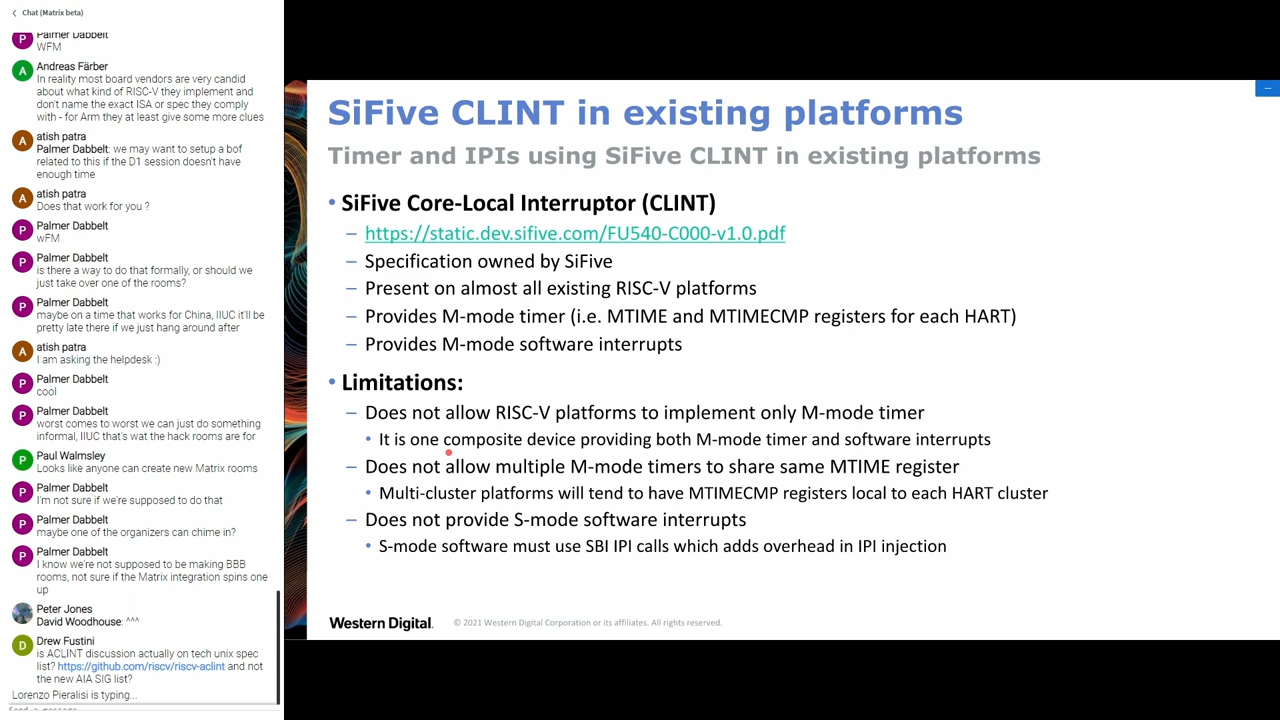 Chat (Matrix beta)
Palmer Dabbelt
WFM
Andreas Färber
In reality most board vendors are very candid
about what kind of RISC-V they implement and
don't name the exact ISA or spec they comply
with - for Arm they at least give some more clues
atish patra
Palmer Dabbelt: we may want to setup a bof
related to this if the D1 session doesn't have
enough time
atish patra
Does that work for you ?
Palmer Dabbelt
wFM
Palmer Dabbelt
is there a way to do that formally, or should we
just take over one of the rooms?
Palmer Dabbelt
maybe on a time that works for China, IIUC it'll be
pretty late there if we just hang around after
atish patra
I am asking the helpdesk :)
Palmer Dabbelt
cool
Palmer Dabbelt
worst comes to worst we can just do something
informal, IIUC that's wat the hack rooms are for
Paul Walmsley
Looks like anyone can create new Matrix rooms
Palmer Dabbelt
I'm not sure if we're supposed to do that
Palmer Dabbelt
maybe one of the organizers can chime in?
Palmer Dabbelt
I know we're not supposed to be making BBB
rooms, not sure if the Matrix integration spins one
up
Peter Jones
David Woodhouse: ^^^
Drew Fustini
is ACLINT discussion actually on tech unix spec
list? https://github.com/riscv/riscv-aclint and not
the new AIA SIG list?
Lorenzo Pieralisi is typing...
Send a message
SiFive CLINT in existing platforms
Timer and IPIs using SiFive CLINT in existing platforms
• SiFive Core-Local Interruptor (CLINT)
– https://static.dev.sifive.com/FU540-C000-v1.0.pdf
– Specification owned by SiFive
– Present on almost all existing RISC-V platforms
– Provides M-mode timer (i.e. MTIME and MTIMECMP registers for each HART)
– Provides M-mode software interrupts
• Limitations:
– Does not allow RISC-V platforms to implement only M-mode timer
• It is one composite device providing both M-mode timer and software interrupts
– Does not allow multiple M-mode timers to share same MTIME register
• Multi-cluster platforms will tend to have MTIMECMP registers local to each HART cluster
– Does not provide S-mode software interrupts
• S-mode software must use SBI IPI calls which adds overhead in IPI injection
Western Digital.
© 2021 Western Digital Corporation or its affiliates. All rights reserved.